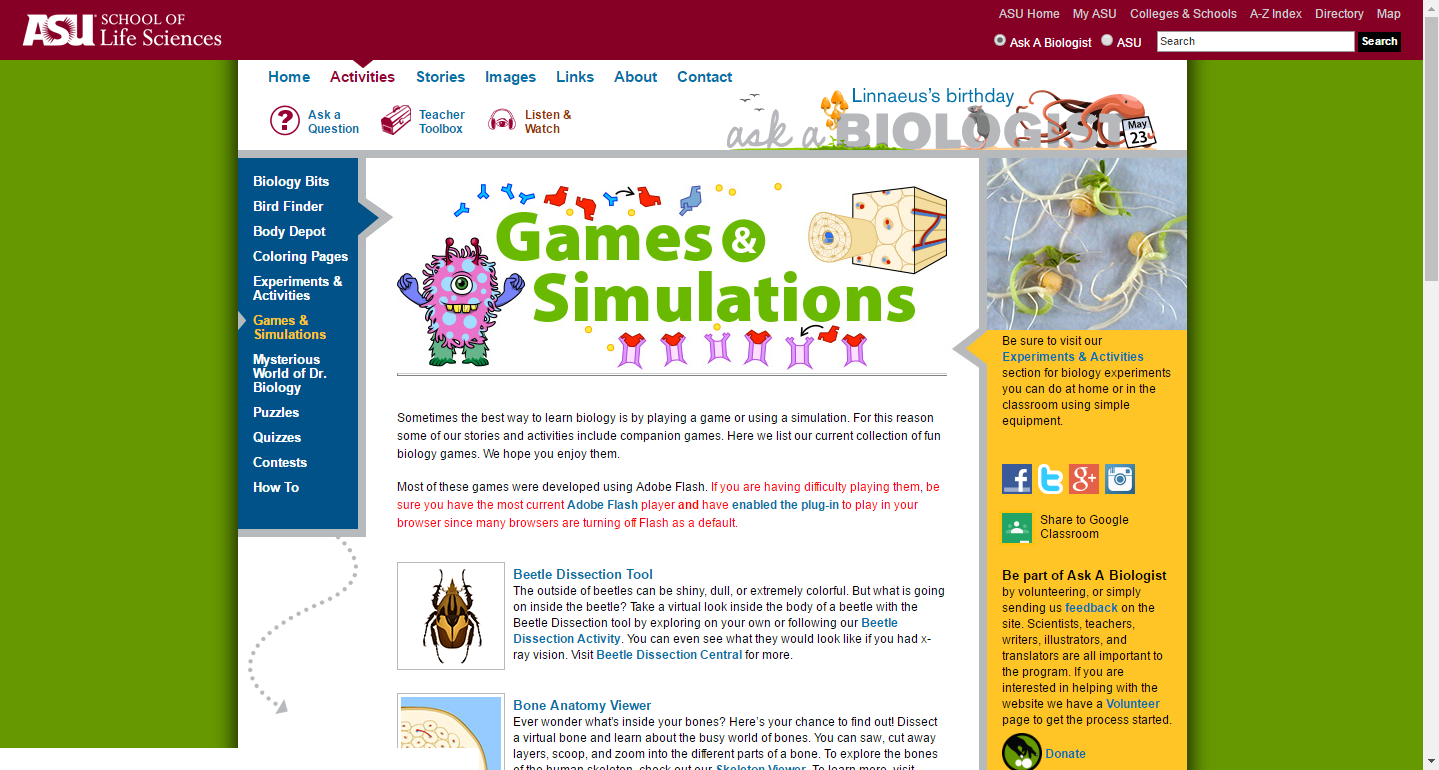 ASU SCHOOL OF
Life Sciences
ASU Home My ASU Colleges & Schools A-Z Index Directory Map
Ask A Biologist ASU Search Search
Home Activities Stories Images Links About Contact
Ask a
Question
Teacher
Toolbox
Listen &
Watch
Linnaeus's birthday
ask a BIOLOGIST
May
23
Biology Bits
Bird Finder
Body Depot
Coloring Pages
Experiments &
Activities
Games &
Simulations
Mysterious
World of Dr.
Biology
Puzzles
Quizzes
Contests
How To
Games &
Simulations
Sometimes the best way to learn biology is by playing a game or using a simulation. For this reason
some of our stories and activities include companion games. Here we list our current collection of fun
biology games. We hope you enjoy them.
Most of these games were developed using Adobe Flash. If you are having difficulty playing them, be
sure you have the most current Adobe Flash player and have enabled the plug-in to play in your
browser since many browsers are turning off Flash as a default.
Beetle Dissection Tool
The outside of beetles can be shiny, dull, or extremely colorful. But what is going
on inside the beetle? Take a virtual look inside the body of a beetle with the
Beetle Dissection tool by exploring on your own or following our Beetle
Dissection Activity. You can even see what they would look like if you had x-
ray vision. Visit Beetle Dissection Central for more.
Bone Anatomy Viewer
Ever wonder what's inside your bones? Here's your chance to find out! Dissect
a virtual bone and learn about the busy world of bones. You can saw, cut away
layers, scoop, and zoom into the different parts of a bone. To explore the bones
of the human skeleton, check out our Skeleton Viewer. To learn more, visit
Be sure to visit our
Experiments & Activities
section for biology experiments
you can do at home or in the
classroom using simple
equipment.
Share to Google
Classroom
Be part of Ask A Biologist
by volunteering, or simply
sending us feedback on the
site. Scientists, teachers,
writers, illustrators, and
translators are all important to
the program. If you are
interested in helping with the
website we have a Volunteer
page to get the process started.
Donate